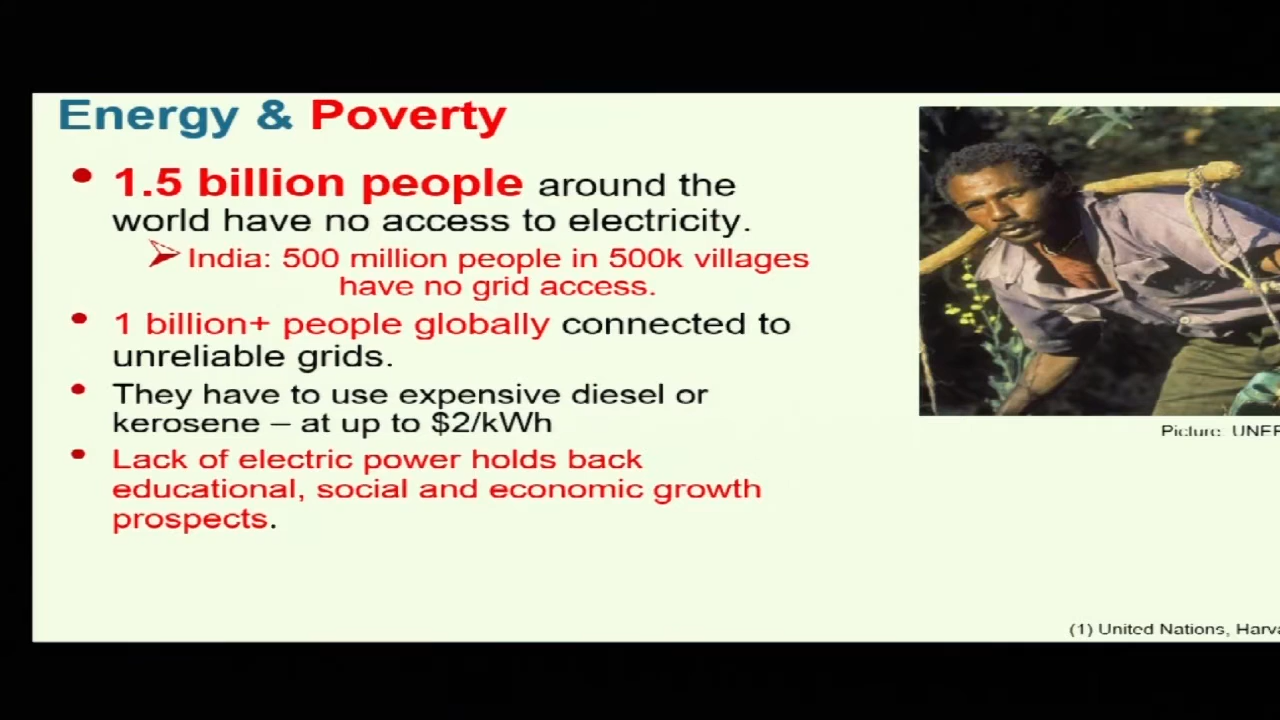 Energy & Poverty
• 1.5 billion people around the
world have no access to electricity.
➢ India: 500 million people in 500k villages
have no grid access.
• 1 billion+ people globally connected to
unreliable grids.
• They have to use expensive diesel or
kerosene – at up to $2/kWh
• Lack of electric power holds back
educational, social and economic growth
prospects.
Picture: UNEP
(1) United Nations, Harva